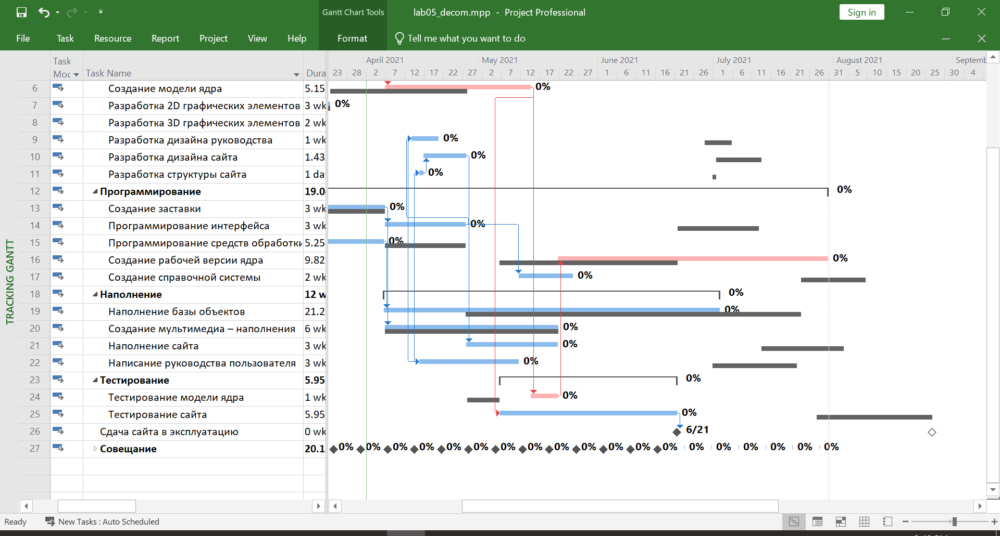 Gantt Chart Tools
lab05_decom.mpp - Project Professional
Sign in
File Task Resource Report Project View Help Format Tell me what you want to do
TRACKING GANTT
Task
Moc Task Name Dura
April 2021 May 2021 June 2021 July 2021 August 2021 Septemb
23 28 2 7 12 17 22 27 2 7 12 17 22 27 1 6 11 16 21 26 1 6 11 16 21 26 31 5 10 15 20 25 30 4
6 Создание модели ядра 5.15 0%
7 Разработка 2D графических элементов 3 wk 0%
8 Разработка 3D графических элементов 2 wk
9 Разработка дизайна руководства 1 wk 0%
10 Разработка дизайна сайта 1.43 0%
11 Разработка структуры сайта 1 da 0%
12 Программирование 19.0 0%
13 Создание заставки 3 wk 0%
14 Программирование интерфейса 3 wk 0%
15 Программирование средств обработки 5.25 0%
16 Создание рабочей версии ядра 9.82 0%
17 Создание справочной системы 2 wk 0%
18 Наполнение 12 w 0%
19 Наполнение базы объектов 21.2 0%
20 Создание мультимедиа – наполнения 6 wk 0%
21 Наполнение сайта 3 wk 0%
22 Написание руководства пользователя 3 wk 0%
23 Тестирование 5.95 0%
24 Тестирование модели ядра 1 wk 0%
25 Тестирование сайта 5.95 0%
26 Сдача сайта в эксплуатацию 0 wk 6/21
27 Совещание 20.1 0% 0% 0% 0% 0% 0% 0% 0% 0% 0% 0% 0% 0% 0% 0% 0% 0% 0% 0%
Ready New Tasks : Auto Scheduled